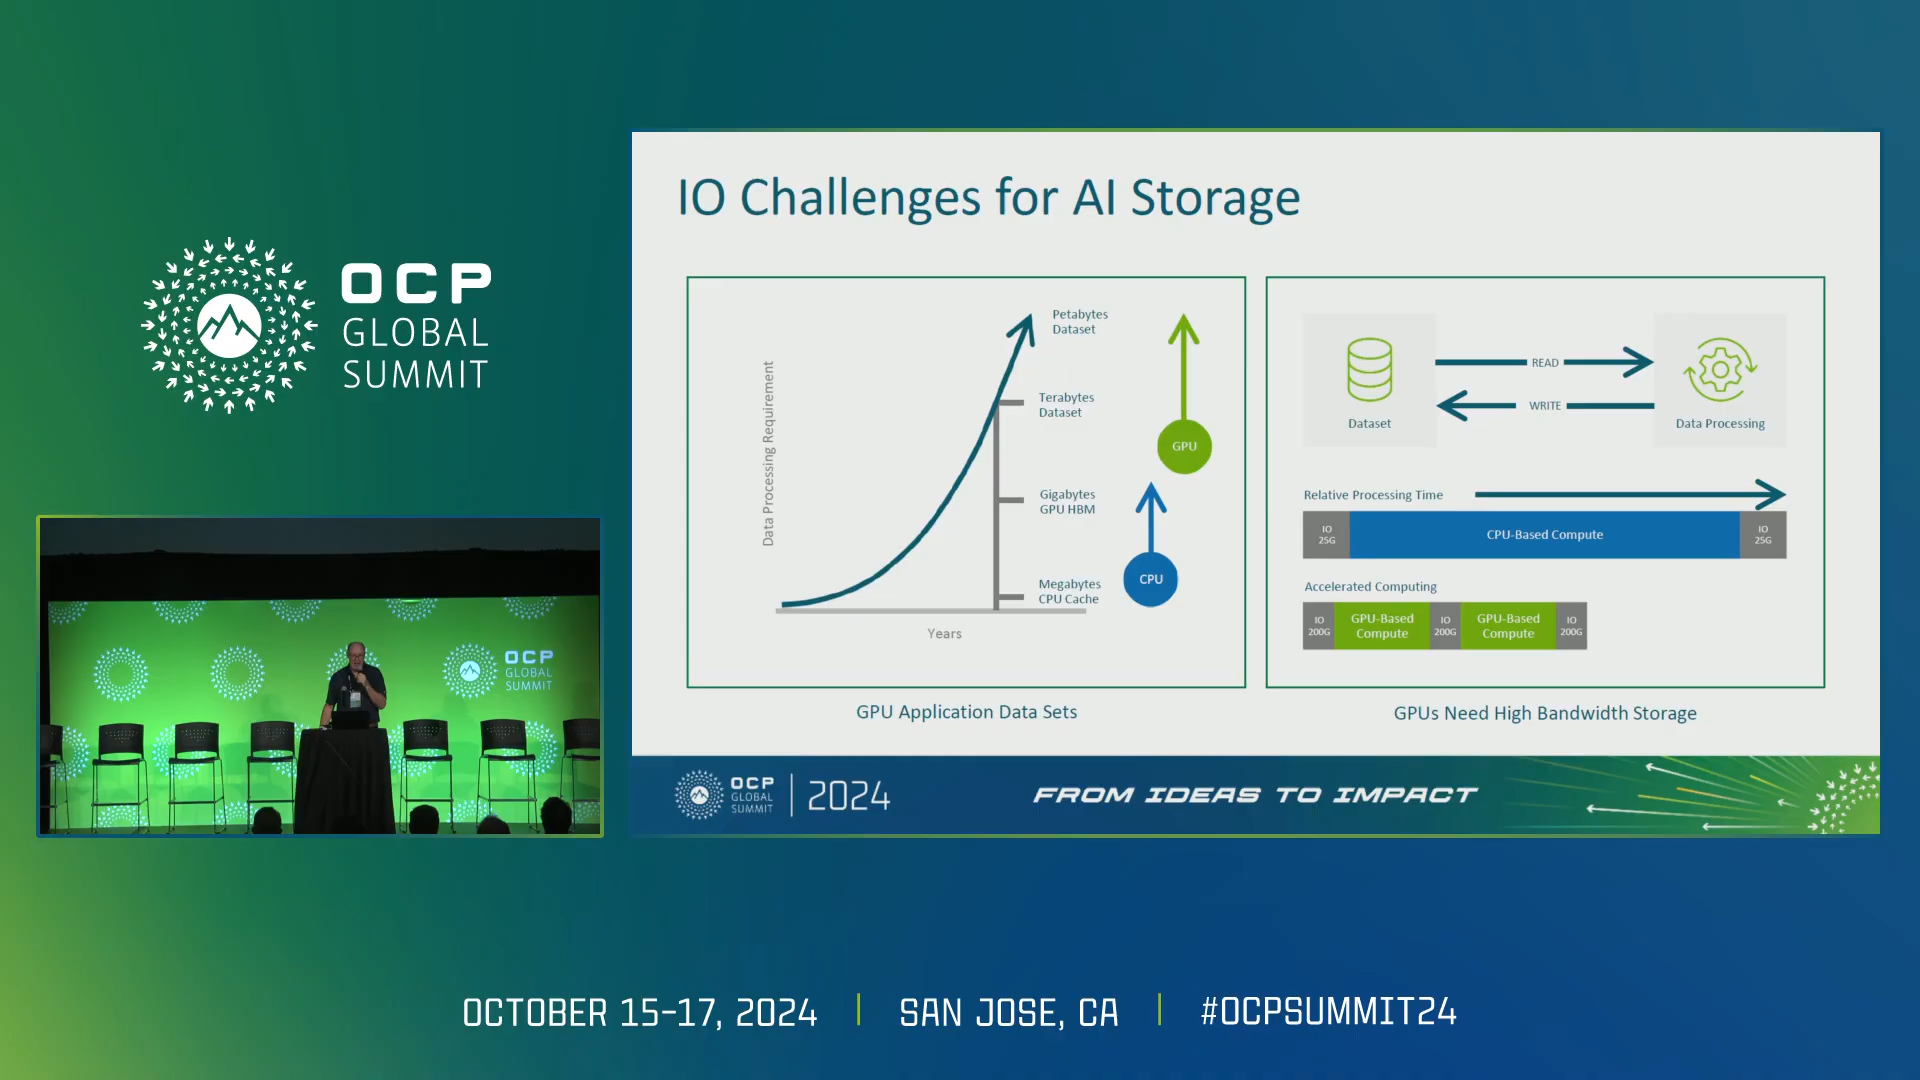 OCP
GLOBAL
SUMMIT
OCP
GLOBAL
SUMMIT
IO Challenges for AI Storage
Data Processing Requirement
Years
Petabytes
Dataset
Terabytes
Dataset
Gigabytes
GPU HBM
Megabytes
CPU Cache
GPU
CPU
GPU Application Data Sets
READ
WRITE
Dataset
Data Processing
Relative Processing Time
IO
25G
CPU-Based Compute
IO
25G
Accelerated Computing
IO
200G
GPU-Based
Compute
IO
200G
GPU-Based
Compute
IO
200G
GPUs Need High Bandwidth Storage
OCP
GLOBAL
SUMMIT
2024
FROM IDEAS TO IMPACT
OCTOBER 15-17, 2024
SAN JOSE, CA
#OCPSUMMIT24